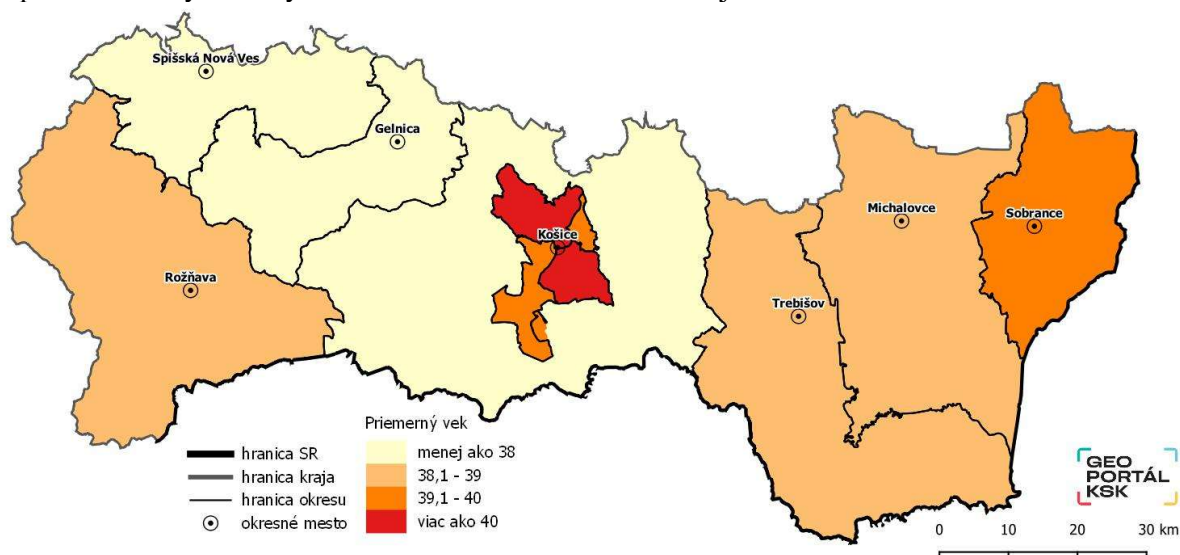 Spišská Nová Ves
Gelnica
Košice
Michalovce
Sobrance
Rožňava
Trebišov
Priemerný vek
hranica SR
hranica kraja
hranica okresu
okresné mesto
menej ako 38
38,1 - 39
39,1 - 40
viac ako 40
GEO
PORTÁL
KSK
0 10 20 30 km